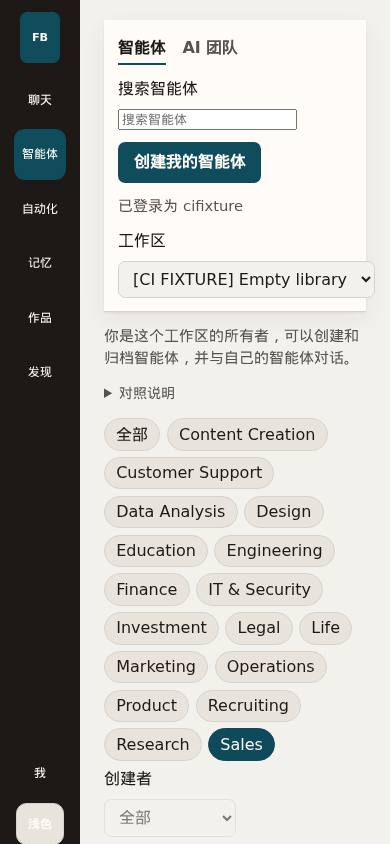 FB
聊天
智能体
自动化
记忆
作品
发现
我
浅色
智能体 AI 团队
搜索智能体
搜索智能体
创建我的智能体
已登录为 cifixture
工作区
[CI FIXTURE] Empty library
你是这个工作区的所有者，可以创建和
归档智能体，并与自己的智能体对话。
▶ 对照说明
全部 Content Creation
Customer Support
Data Analysis Design
Education Engineering
Finance IT & Security
Investment Legal Life
Marketing Operations
Product Recruiting
Research Sales
创建者
全部